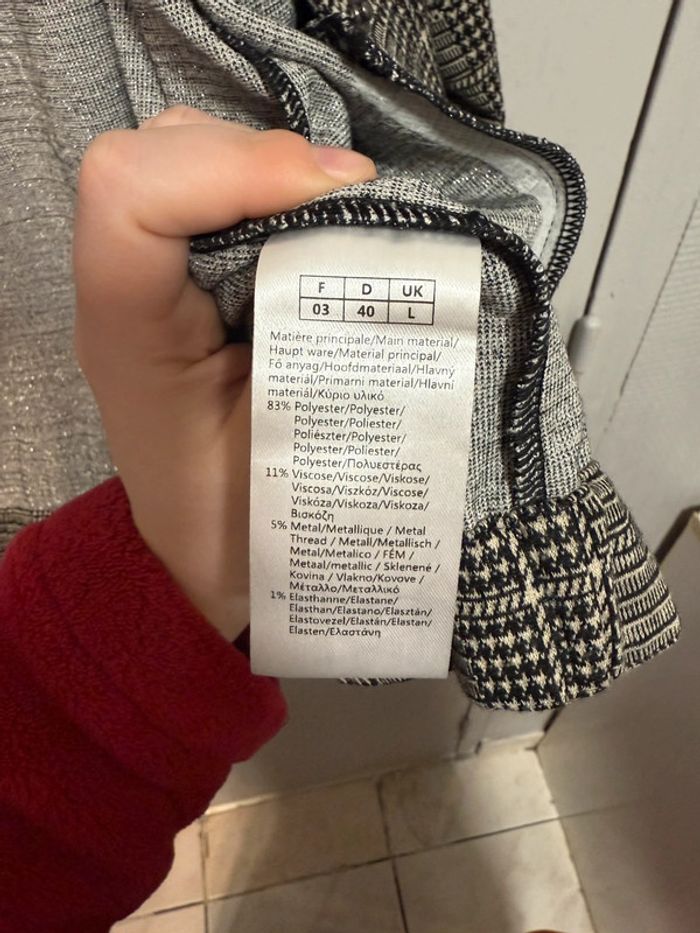 F D UK
03 40 L
Matière principale/Main material/
Haupt ware/Material principal/
Fó anyag/Hoofdmateriaal/Hlavný
materiál/Primarni material/Hlavní
materiál/Κύριο υλικό
83% Polyester/Polyester/
Polyester/Poliester/
Poliészter/Polyester/
Polyester/Poliester/
Polyester/Πολυεστέρας
11% Viscose/Viscose/Viskose/
Viscosa/Viszkóz/Viscose/
Viskóza/Viskoza/Viskoza/
Βισκόζη
5% Metal/Metallique / Metal
Thread / Metall/Metallisch /
Metal/Metalico / FÉM /
Metaal/metallic / Sklenené /
Kovina / Vlakno/Kovove /
Μέταλλο/Μεταλλικό
1% Elasthanne/Elastane/
Elasthan/Elastano/Elasztán/
Elastovezel/Elastán/Elastan/
Elasten/Ελαστάνη